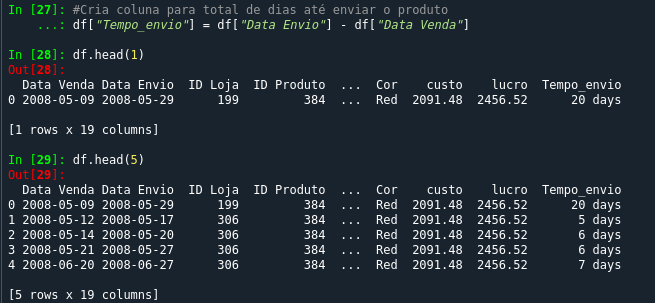 In [27]: #Cria coluna para total de dias até enviar o produto
    ...: df["Tempo_envio"] = df["Data Envio"] - df["Data Venda"]
In [28]: df.head(1)
Out[28]:
  Data Venda Data Envio  ID Loja  ID Produto  ...  Cor    custo    lucro  Tempo_envio
0 2008-05-09 2008-05-29      199         384  ...  Red  2091.48  2456.52      20 days
[1 rows x 19 columns]
In [29]: df.head(5)
Out[29]:
  Data Venda Data Envio  ID Loja  ID Produto  ...  Cor    custo    lucro  Tempo_envio
0 2008-05-09 2008-05-29      199         384  ...  Red  2091.48  2456.52      20 days
1 2008-05-12 2008-05-17      306         384  ...  Red  2091.48  2456.52       5 days
2 2008-05-14 2008-05-20      306         384  ...  Red  2091.48  2456.52       6 days
3 2008-05-21 2008-05-27      306         384  ...  Red  2091.48  2456.52       6 days
4 2008-06-20 2008-06-27      306         384  ...  Red  2091.48  2456.52       7 days
[5 rows x 19 columns]